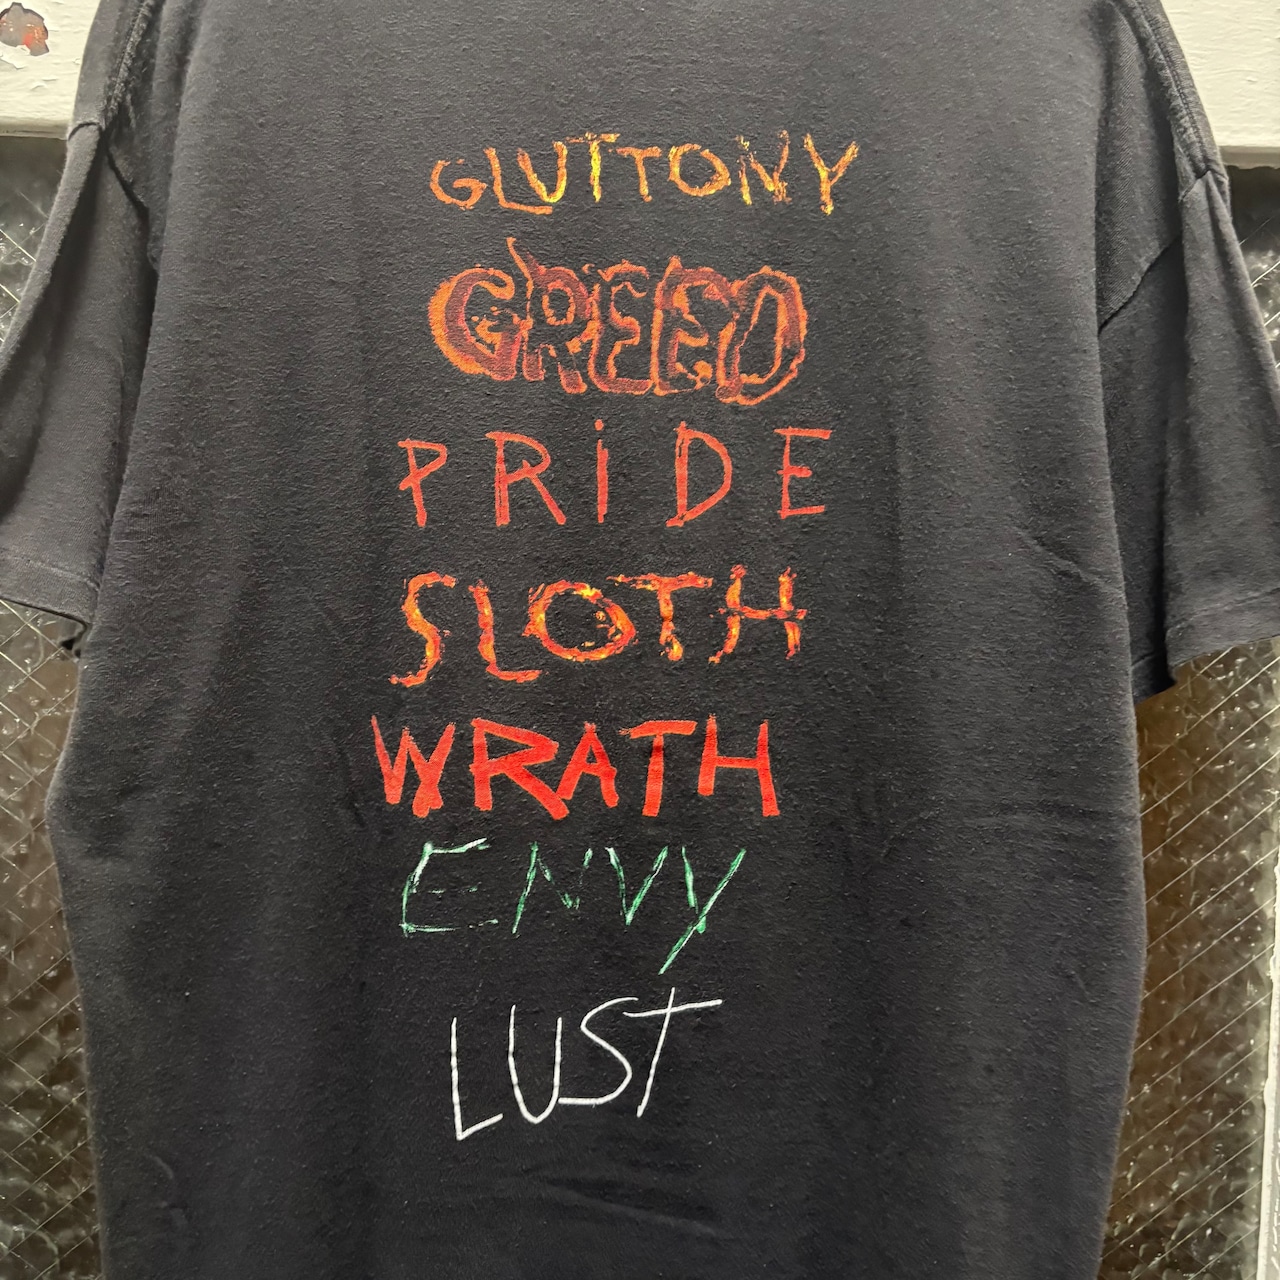 GLUTTONY
GREED
PRiDE
SLOTH
WRATH
ENVY
LUST